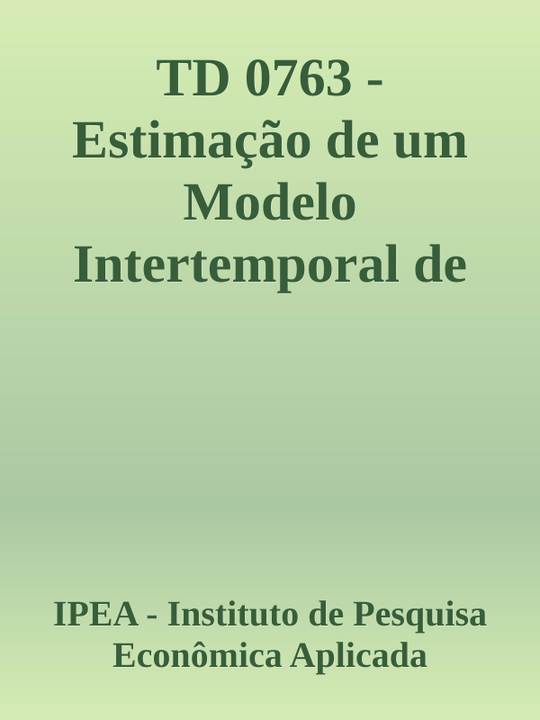 TD 0763 -
Estimação de um
Modelo
Intertemporal de
IPEA - Instituto de Pesquisa
Econômica Aplicada